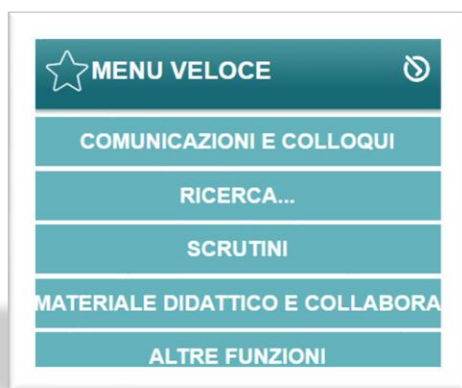 MENU VELOCE
COMUNICAZIONI E COLLOQUI
RICERCA...
SCRUTINI
MATERIALE DIDATTICO E COLLABORA
ALTRE FUNZIONI